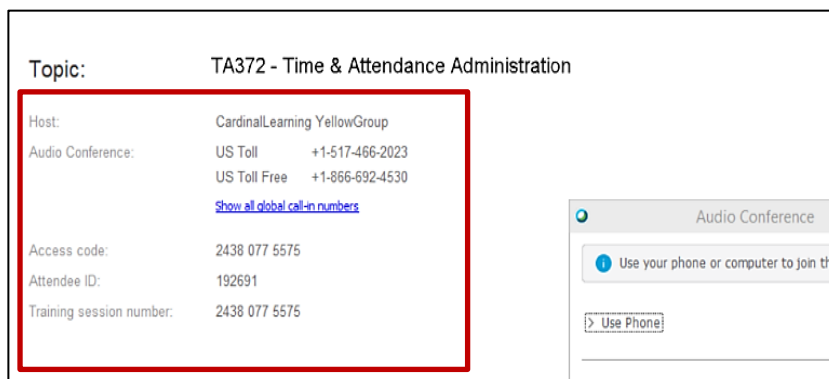 Topic: TA372 - Time & Attendance Administration
Host: CardinalLearning YellowGroup
Audio Conference: US Toll +1-517-466-2023
US Toll Free +1-866-692-4530
Show all global call-in numbers
Access code: 2438 077 5575
Attendee ID: 192691
Training session number: 2438 077 5575
Audio Conference
Use your phone or computer to join th
> Use Phone